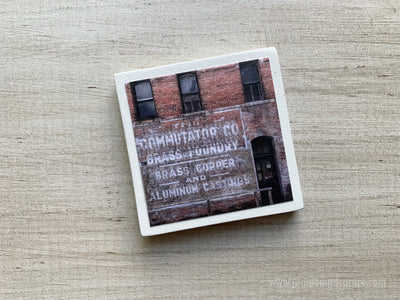 COMMUTATOR CO
BRASS FOUNDRY
BRASS COPPER
AND
ALUMINUM CASTINGS